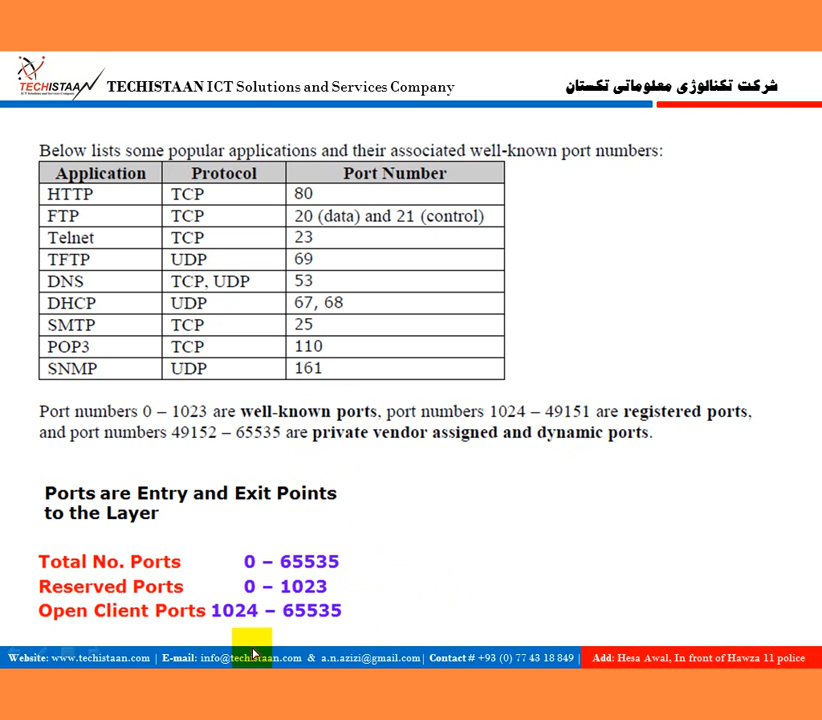 TECHISTAAN
TECHISTAAN ICT Solutions and Services Company
شرکت تکنالوژی معلوماتی تکستان
Below lists some popular applications and their associated well-known port numbers:
Application Protocol Port Number
HTTP TCP 80
FTP TCP 20 (data) and 21 (control)
Telnet TCP 23
TFTP UDP 69
DNS TCP, UDP 53
DHCP UDP 67, 68
SMTP TCP 25
POP3 TCP 110
SNMP UDP 161
Port numbers 0 – 1023 are well-known ports, port numbers 1024 – 49151 are registered ports,
and port numbers 49152 – 65535 are private vendor assigned and dynamic ports.
Ports are Entry and Exit Points
to the Layer
Total No. Ports 0 – 65535
Reserved Ports 0 – 1023
Open Client Ports 1024 – 65535
Website: www.techistaan.com | E-mail: info@techistaan.com & a.n.azizi@gmail.com| Contact # +93 (0) 77 43 18 849 | Add: Hesa Awal, In front of Hawza 11 police